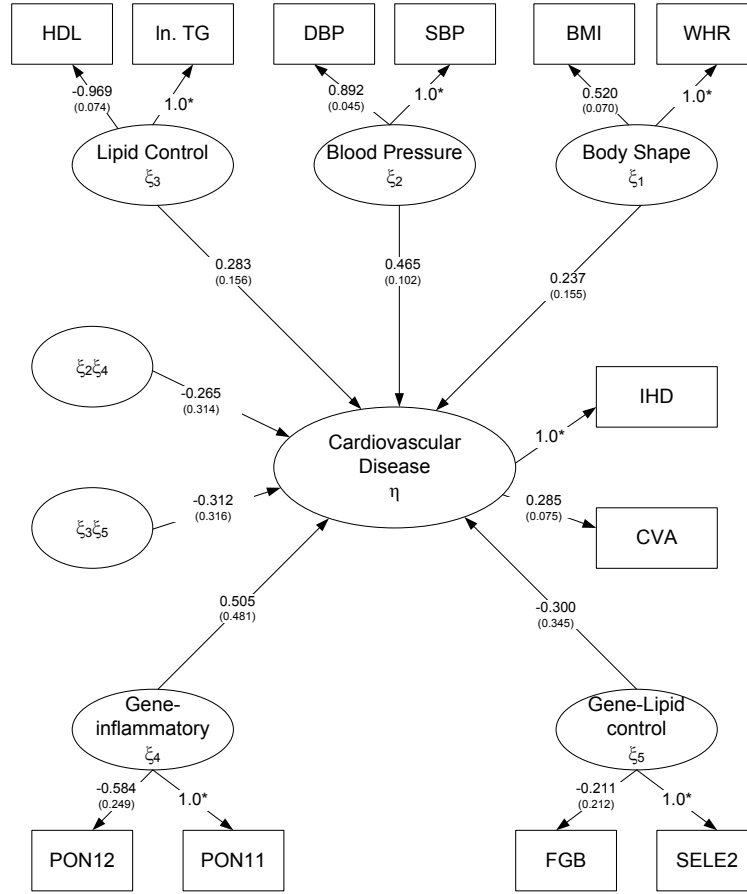 HDL
ln. TG
DBP
SBP
BMI
WHR
-0.969
(0.074)
1.0*
0.892
(0.045)
1.0*
0.520
(0.070)
1.0*
Lipid Control
ξ3
Blood Pressure
ξ2
Body Shape
ξ1
0.283
(0.156)
0.465
(0.102)
0.237
(0.155)
ξ2ξ4
-0.265
(0.314)
Cardiovascular
Disease
η
1.0*
IHD
ξ3ξ5
-0.312
(0.316)
0.285
(0.075)
CVA
0.505
(0.481)
-0.300
(0.345)
Gene-
inflammatory
ξ4
Gene-Lipid
control
ξ5
-0.584
(0.249)
1.0*
-0.211
(0.212)
1.0*
PON12
PON11
FGB
SELE2